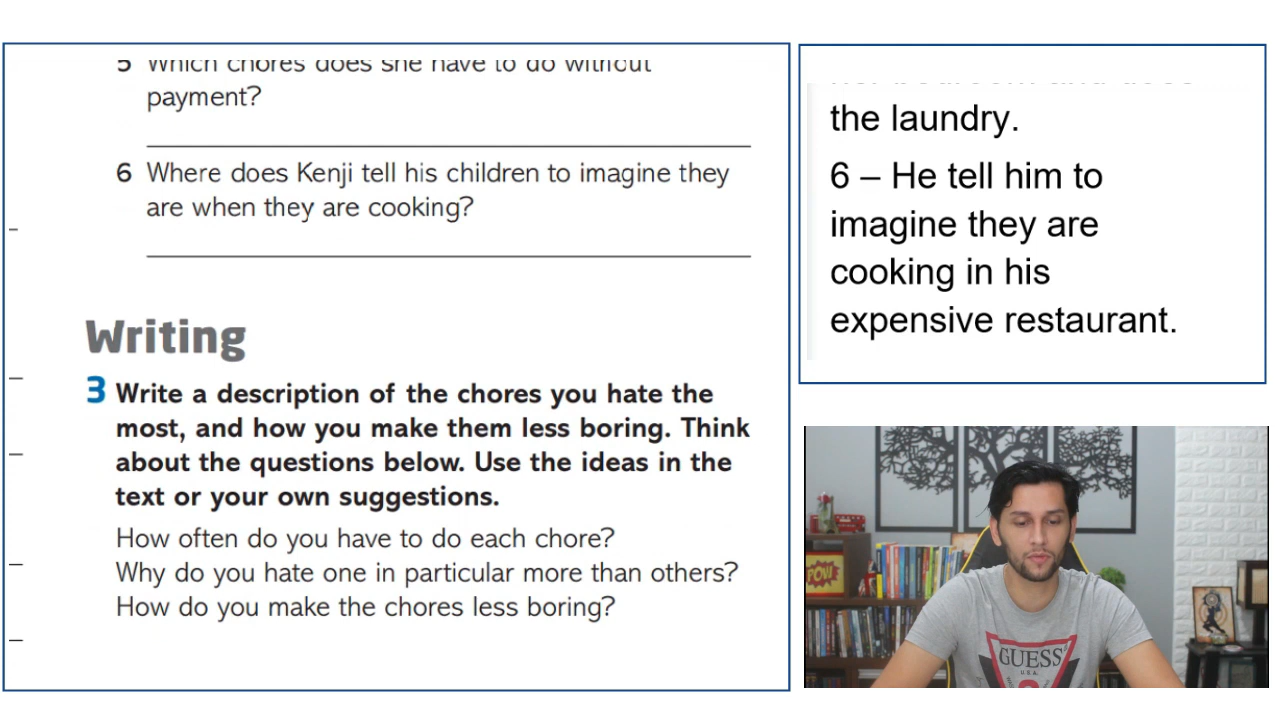 5 Which chores does she have to do without
payment?
6 Where does Kenji tell his children to imagine they
are when they are cooking?
Writing
3 Write a description of the chores you hate the
most, and how you make them less boring. Think
about the questions below. Use the ideas in the
text or your own suggestions.
How often do you have to do each chore?
Why do you hate one in particular more than others?
How do you make the chores less boring?
the laundry.
6 – He tell him to
imagine they are
cooking in his
expensive restaurant.
POW
GUESS
U.S.A.